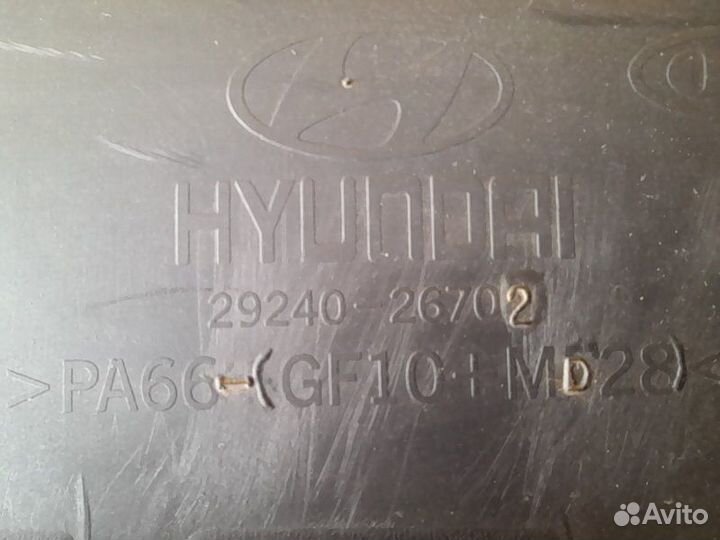 HYUNDAI
29240-26702
>PA66-(GF10+MD28)<
Avito